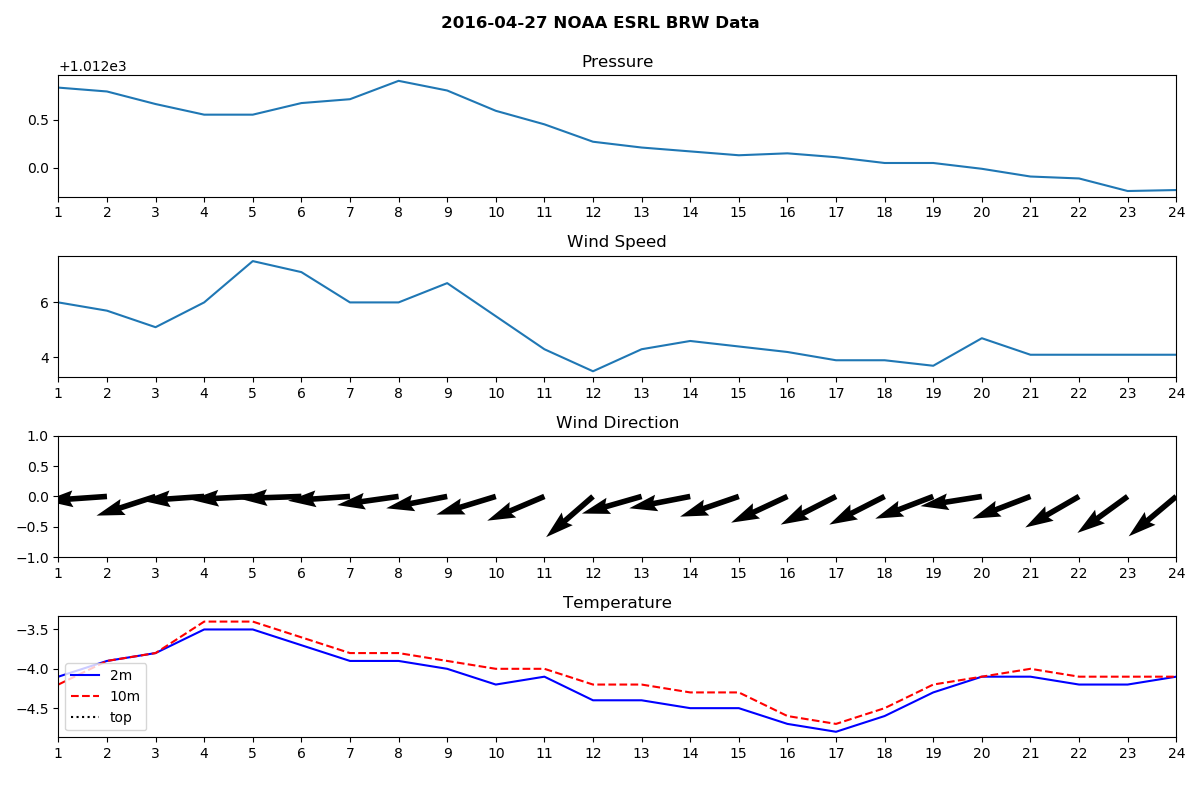 2016-04-27 NOAA ESRL BRW Data
Pressure
+1.012e3
0.5
0.0
1 2 3 4 5 6 7 8 9 10 11 12 13 14 15 16 17 18 19 20 21 22 23 24
Wind Speed
6
4
1 2 3 4 5 6 7 8 9 10 11 12 13 14 15 16 17 18 19 20 21 22 23 24
Wind Direction
1.0
0.5
0.0
−0.5
−1.0
1 2 3 4 5 6 7 8 9 10 11 12 13 14 15 16 17 18 19 20 21 22 23 24
Temperature
−3.5
−4.0
−4.5
2m
10m
top
1 2 3 4 5 6 7 8 9 10 11 12 13 14 15 16 17 18 19 20 21 22 23 24